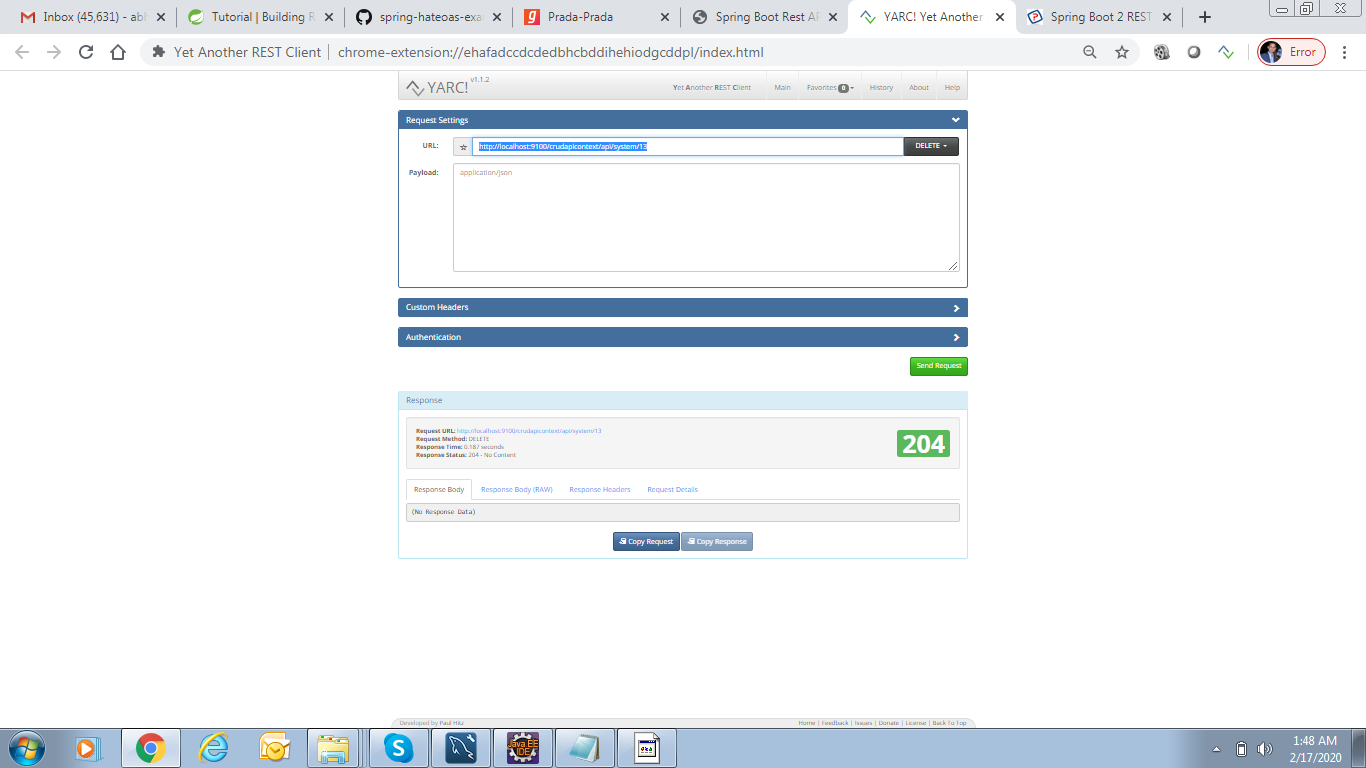 Inbox (45,631) - abh
Tutorial | Building R
spring-hateoas-exa
Prada-Prada
Spring Boot Rest AP
YARC! Yet Another
Spring Boot 2 REST
Yet Another REST Client | chrome-extension://ehafadccdcdedbhcbddihehiodgcddpl/index.html
Error
YARC! v1.1.2
Yet Another REST Client Main Favorites 0 History About Help
Request Settings
URL: http://localhost:9100/crudapicontext/api/system/13 DELETE
Payload: application/json
Custom Headers
Authentication
Send Request
Response
Request URL: http://localhost:9100/crudapicontext/api/system/13
Request Method: DELETE
Response Time: 0.187 seconds
Response Status: 204 - No Content
204
Response Body Response Body (RAW) Response Headers Request Details
(No Response Data)
Copy Request Copy Response
Developed by Paul Hitz Home | Feedback | Issues | Donate | License | Back To Top
Java EE
IDE
1:48 AM
2/17/2020